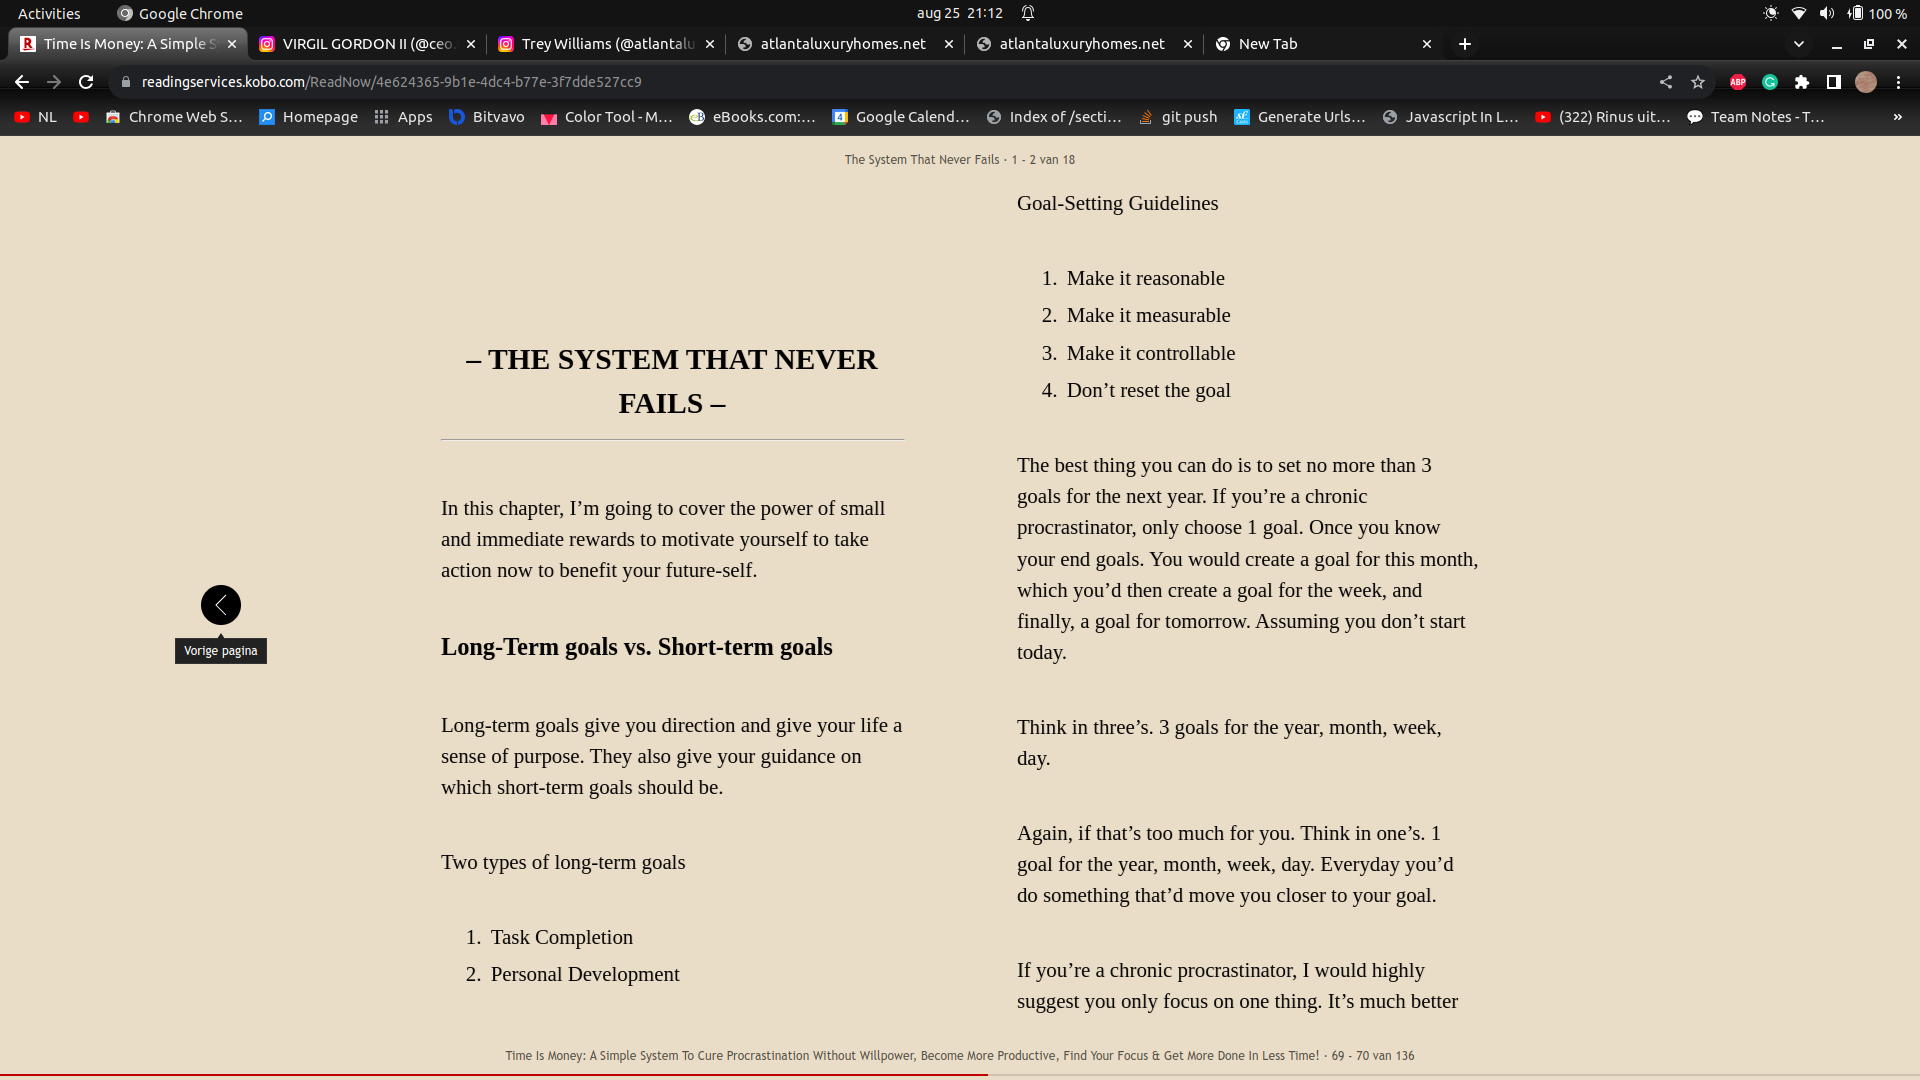 Activities
Google Chrome
aug 25 21:12
100 %
Time Is Money: A Simple S
VIRGIL GORDON II (@ceo.
Trey Williams (@atlantalu
atlantaluxuryhomes.net
atlantaluxuryhomes.net
New Tab
readingservices.kobo.com/ReadNow/4e624365-9b1e-4dc4-b77e-3f7dde527cc9
ABP
NL
Chrome Web S...
Homepage
Apps
Bitvavo
Color Tool - M...
eBooks.com:...
Google Calend...
Index of /secti...
git push
Generate Urls...
Javascript In L...
(322) Rinus uit...
Team Notes - T...
»
The System That Never Fails · 1 - 2 van 18
– THE SYSTEM THAT NEVER
FAILS –
In this chapter, I’m going to cover the power of small
and immediate rewards to motivate yourself to take
action now to benefit your future-self.
Long-Term goals vs. Short-term goals
Long-term goals give you direction and give your life a
sense of purpose. They also give your guidance on
which short-term goals should be.
Two types of long-term goals
1. Task Completion
2. Personal Development
Vorige pagina
Goal-Setting Guidelines
1. Make it reasonable
2. Make it measurable
3. Make it controllable
4. Don’t reset the goal
The best thing you can do is to set no more than 3
goals for the next year. If you’re a chronic
procrastinator, only choose 1 goal. Once you know
your end goals. You would create a goal for this month,
which you’d then create a goal for the week, and
finally, a goal for tomorrow. Assuming you don’t start
today.
Think in three’s. 3 goals for the year, month, week,
day.
Again, if that’s too much for you. Think in one’s. 1
goal for the year, month, week, day. Everyday you’d
do something that’d move you closer to your goal.
If you’re a chronic procrastinator, I would highly
suggest you only focus on one thing. It’s much better
Time Is Money: A Simple System To Cure Procrastination Without Willpower, Become More Productive, Find Your Focus & Get More Done In Less Time! · 69 - 70 van 136